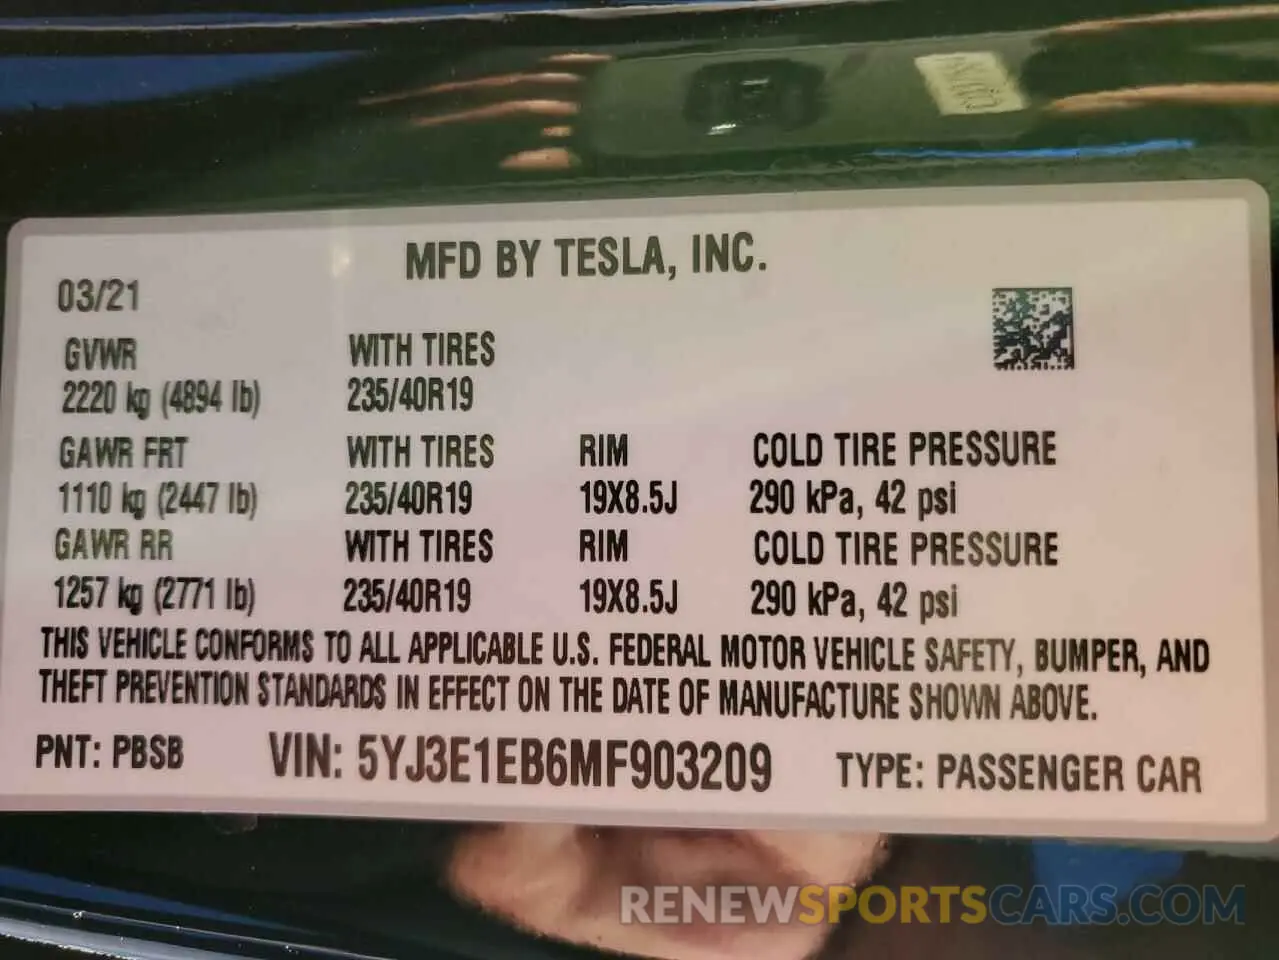 MFD BY TESLA, INC.
03/21
GVWR WITH TIRES
2220 kg (4894 lb) 235/40R19
GAWR FRT WITH TIRES RIM COLD TIRE PRESSURE
1110 kg (2447 lb) 235/40R19 19X8.5J 290 kPa, 42 psi
GAWR RR WITH TIRES RIM COLD TIRE PRESSURE
1257 kg (2771 lb) 235/40R19 19X8.5J 290 kPa, 42 psi
THIS VEHICLE CONFORMS TO ALL APPLICABLE U.S. FEDERAL MOTOR VEHICLE SAFETY, BUMPER, AND
THEFT PREVENTION STANDARDS IN EFFECT ON THE DATE OF MANUFACTURE SHOWN ABOVE.
PNT: PBSB VIN: 5YJ3E1EB6MF903209 TYPE: PASSENGER CAR
RENEWSPORTSCARS.COM